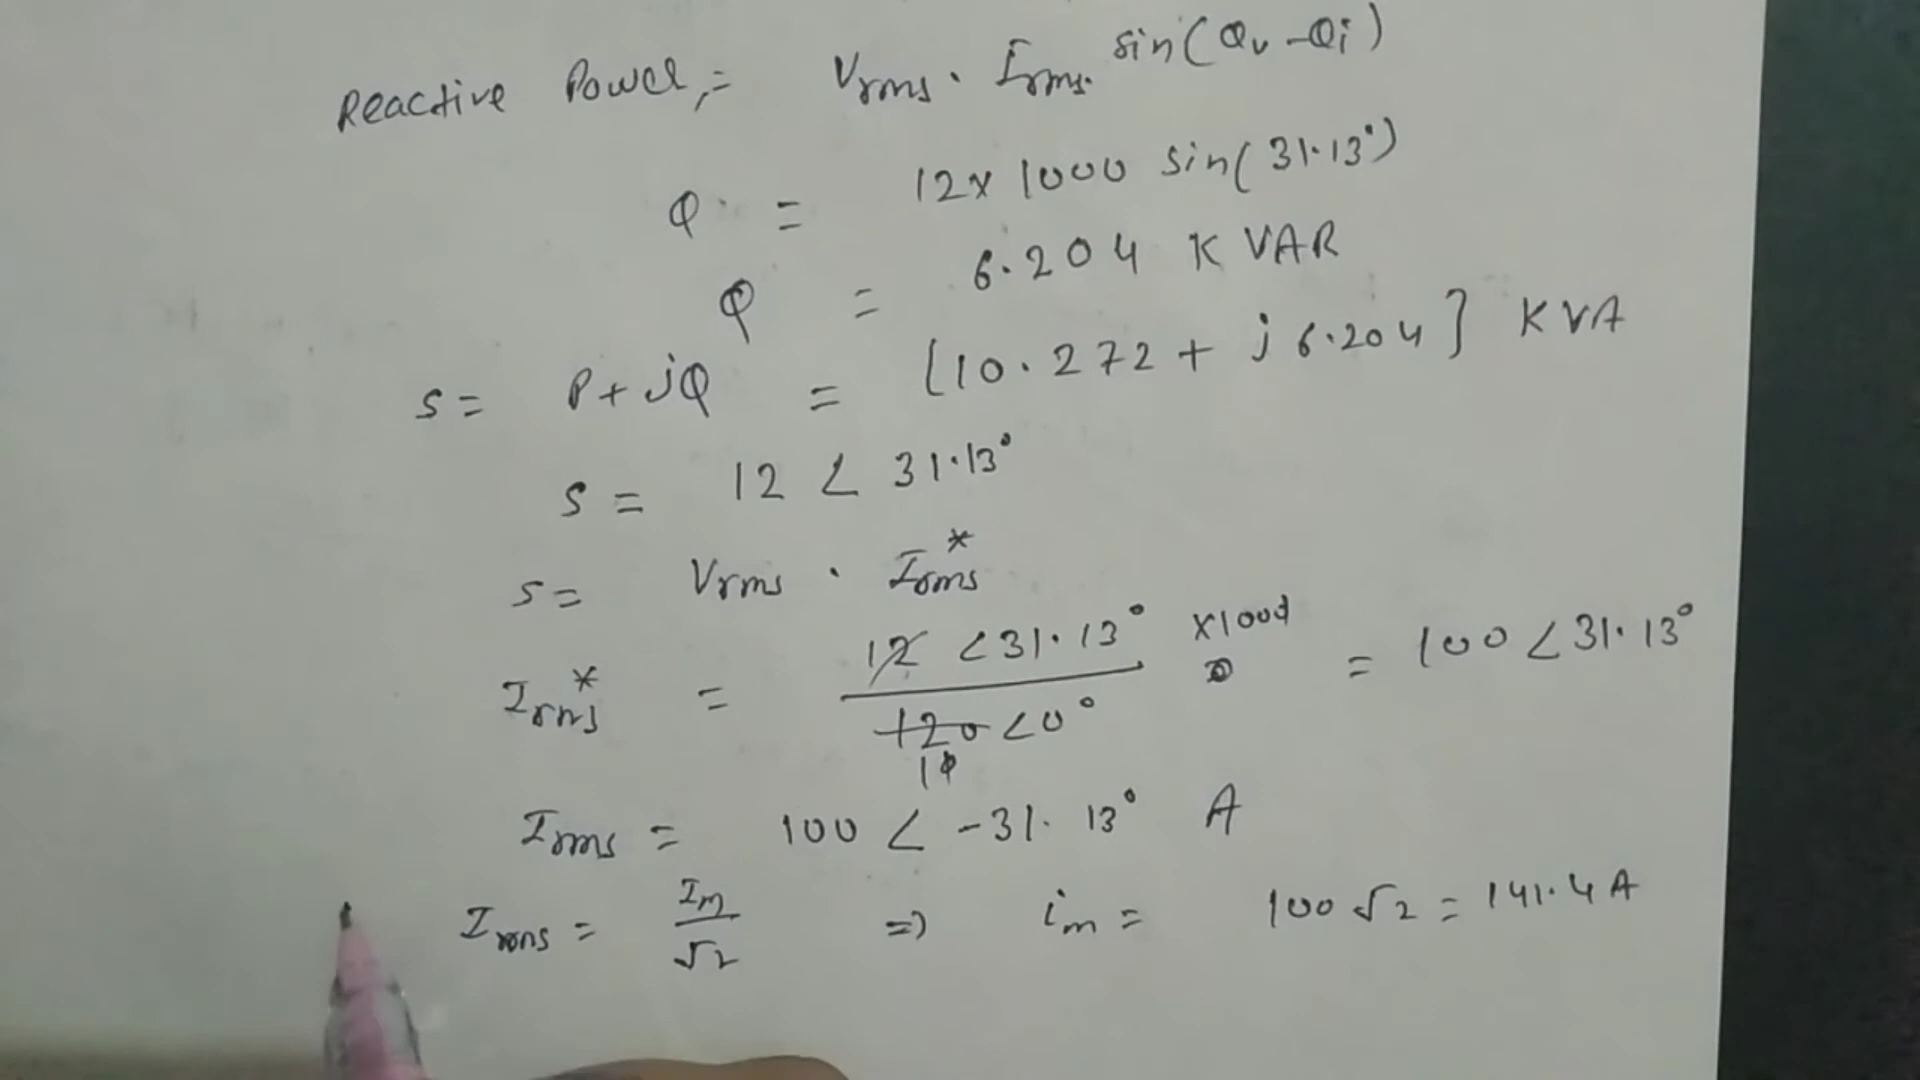 Reactive Power, = Vrms . Irms. sin(θv - θi)
Q = 12 x 1000 sin(31.13°)
Q = 6.204 K VAR
S = P + jQ = [10.272 + j 6.204] K VA
S = 12 ∠ 31.13°
S = Vrms . Irms*
Irms* = 12 ∠31.13° x1000 / 120 ∠0° = 100 ∠31.13°
10
Irms = 100 ∠ -31.13° A
Irms = Im/√2 => im = 100√2 = 141.4 A